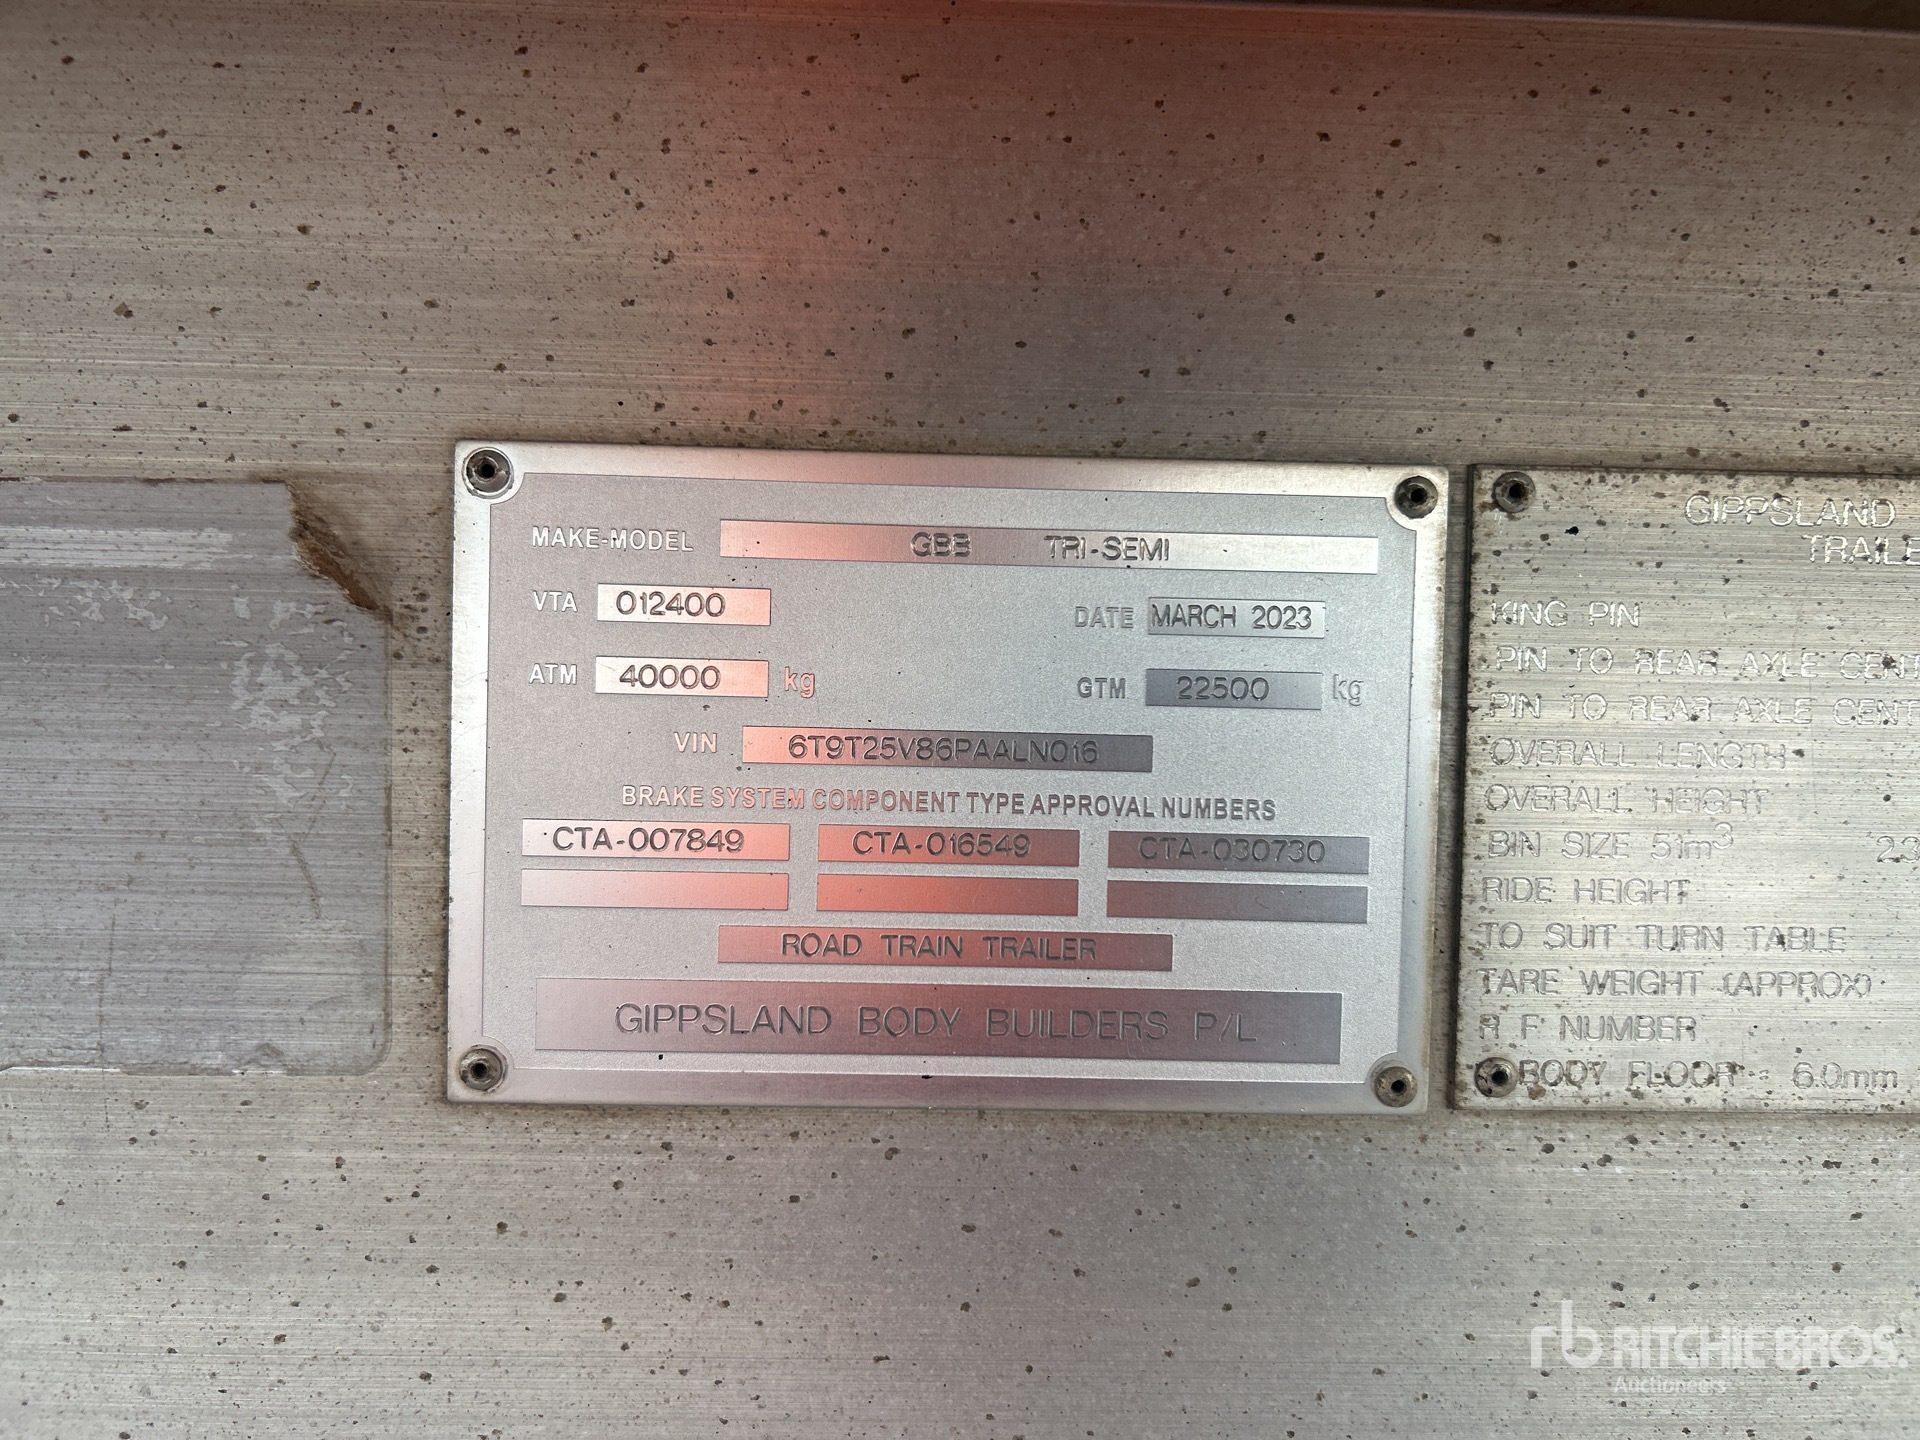 MAKE-MODEL GBB TRI-SEMI
VTA 012400 DATE MARCH 2023
ATM 40000 kg GTM 22500 kg
VIN 6T9T25V86PAALN016
BRAKE SYSTEM COMPONENT TYPE APPROVAL NUMBERS
CTA-007849 CTA-016549 CTA-030730
ROAD TRAIN TRAILER
GIPPSLAND BODY BUILDERS P/L
GIPPSLAND
TRAILE
KING PIN
PIN TO REAR AXLE CENT
PIN TO REAR AXLE CENT
OVERALL LENGTH
OVERALL HEIGHT
BIN SIZE 51m3 23
RIDE HEIGHT
TO SUIT TURN TABLE
TARE WEIGHT (APPROX)
R F NUMBER
BODY FLOOR - 6.0mm
rb RITCHIE BROS.
Auctioneers